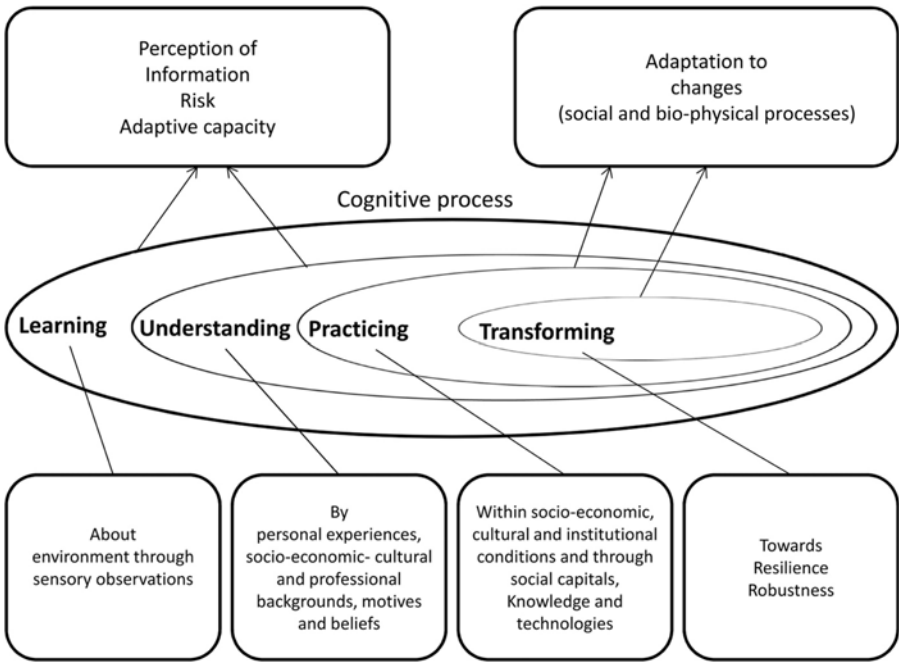 Perception of
Information
Risk
Adaptive capacity
Adaptation to
changes
(social and bio-physical processes)
Cognitive process
Learning
Understanding
Practicing
Transforming
About
environment through
sensory observations
By
personal experiences,
socio-economic- cultural
and professional
backgrounds, motives
and beliefs
Within socio-economic,
cultural and institutional
conditions and through
social capitals,
Knowledge and
technologies
Towards
Resilience
Robustness